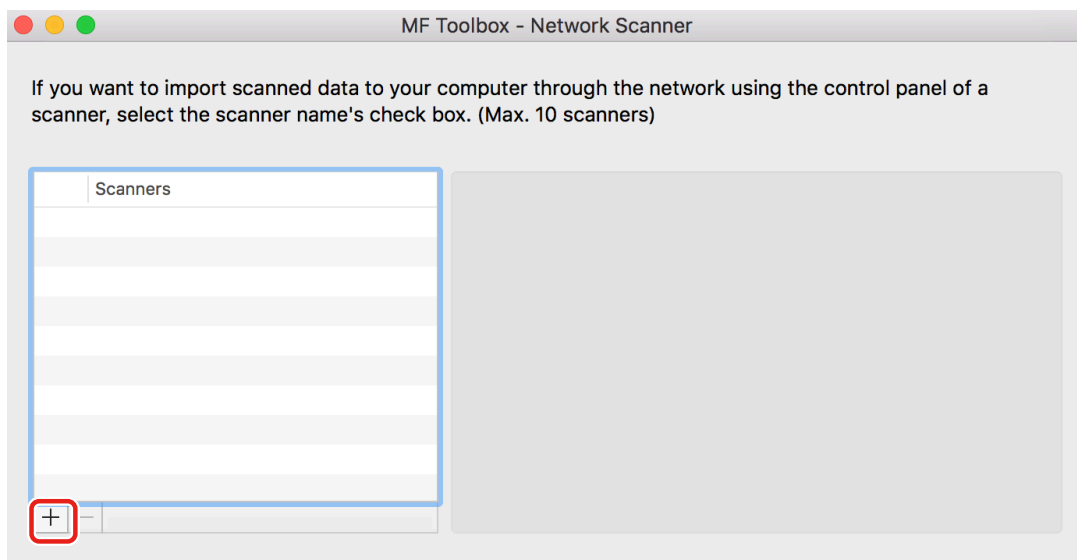 MF Toolbox - Network Scanner
If you want to import scanned data to your computer through the network using the control panel of a
scanner, select the scanner name's check box. (Max. 10 scanners)
Scanners
+ −